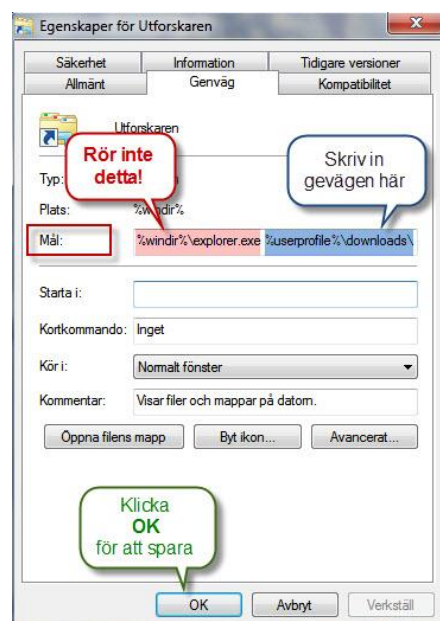 Egenskaper för Utforskaren
Säkerhet Information Tidigare versioner
Allmänt Genväg Kompatibilitet
Utforskaren
Rör inte
detta!
Skriv in
gevägen här
Typ:
Plats: %windir%
Mål: %windir%\explorer.exe %userprofile%\downloads\
Starta i:
Kortkommando: Inget
Kör i: Normalt fönster
Kommentar: Visar filer och mappar på datorn.
Öppna filens mapp Byt ikon... Avancerat...
Klicka
OK
för att spara
OK Avbryt Verkställ